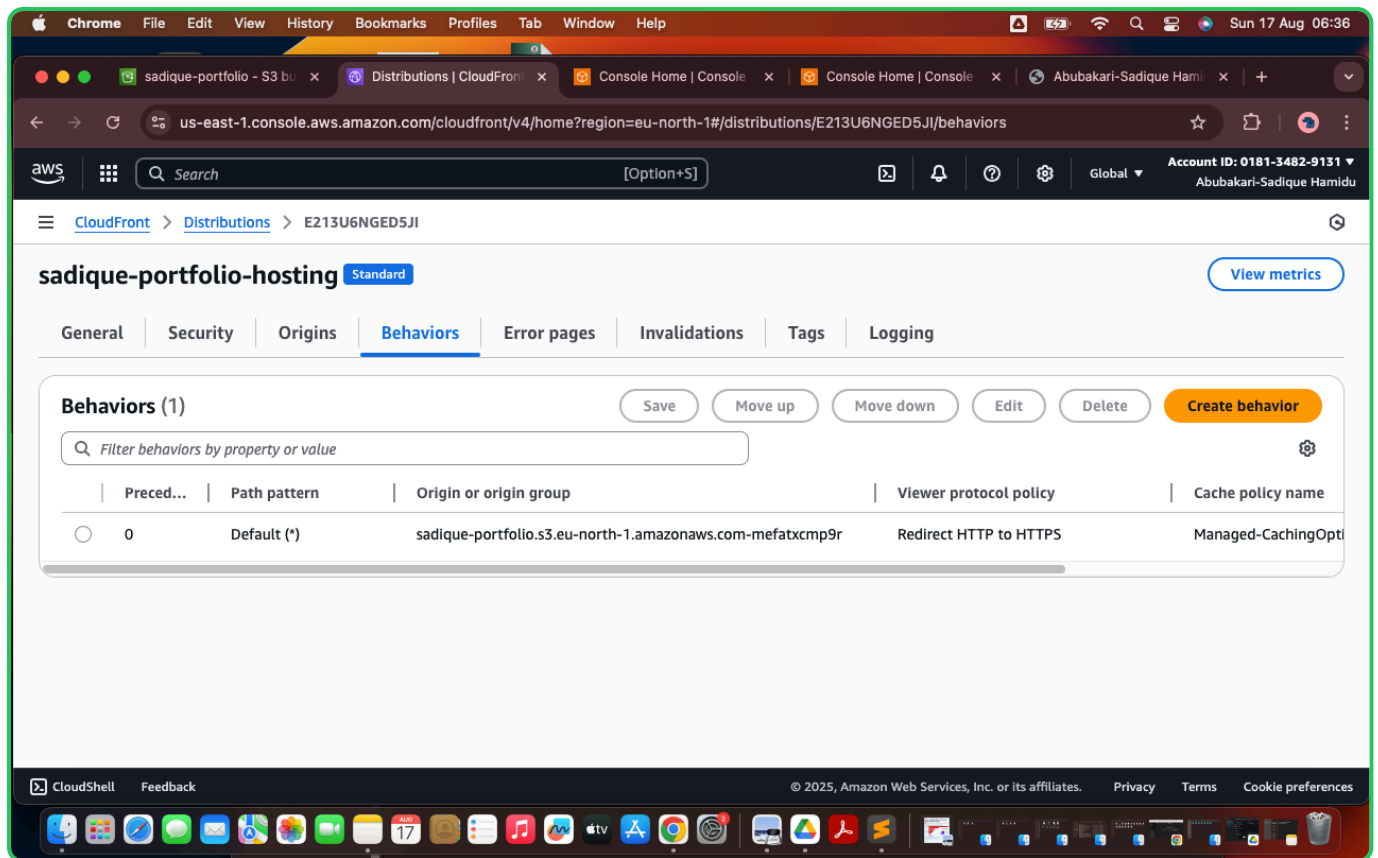 Chrome File Edit View History Bookmarks Profiles Tab Window Help Sun 17 Aug 06:36
sadique-portfolio - S3 bu Distributions | CloudFront Console Home | Console Console Home | Console Abubakari-Sadique Hami
us-east-1.console.aws.amazon.com/cloudfront/v4/home?region=eu-north-1#/distributions/E213U6NGED5JI/behaviors
aws Search [Option+S] Global Account ID: 0181-3482-9131
Abubakari-Sadique Hamidu
CloudFront > Distributions > E213U6NGED5JI
sadique-portfolio-hosting Standard View metrics
General Security Origins Behaviors Error pages Invalidations Tags Logging
Behaviors (1) Save Move up Move down Edit Delete Create behavior
Filter behaviors by property or value
Preced... Path pattern Origin or origin group Viewer protocol policy Cache policy name
0 Default (*) sadique-portfolio.s3.eu-north-1.amazonaws.com-mefatxcmp9r Redirect HTTP to HTTPS Managed-CachingOpti
CloudShell Feedback © 2025, Amazon Web Services, Inc. or its affiliates. Privacy Terms Cookie preferences
AUG
17
tv
2